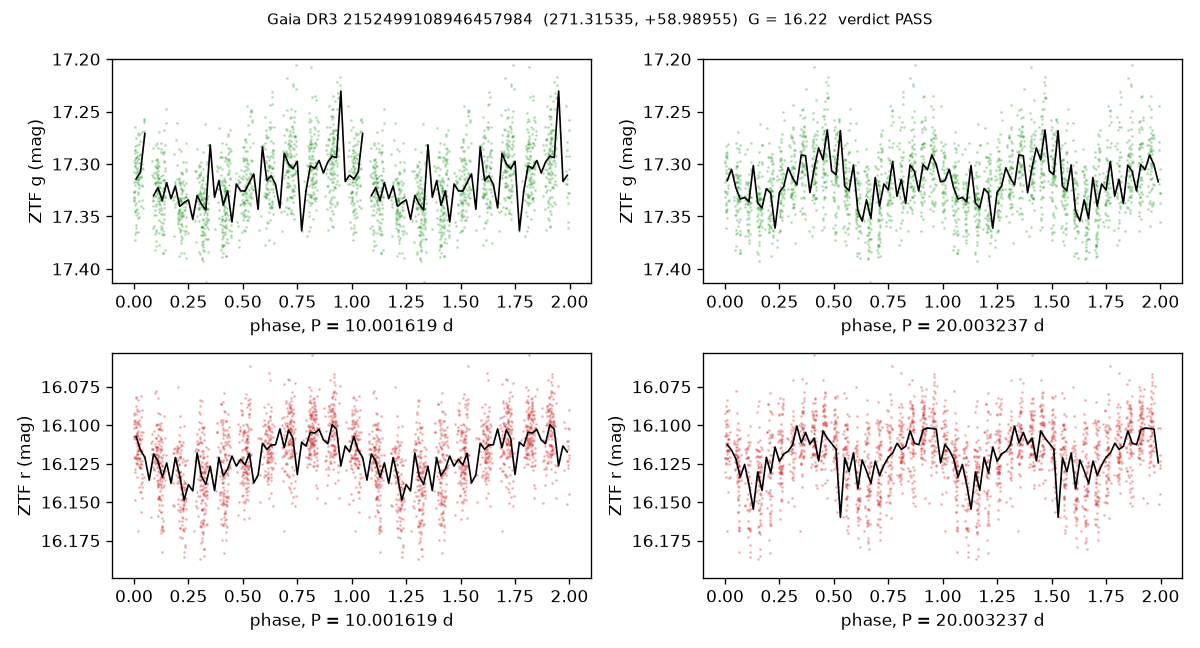 Gaia DR3 2152499108946457984 (271.31535, +58.98955) G = 16.22 verdict PASS
17.20
17.25
17.30
17.35
17.40
ZTF g (mag)
0.00 0.25 0.50 0.75 1.00 1.25 1.50 1.75 2.00
phase, P = 10.001619 d
17.20
17.25
17.30
17.35
17.40
ZTF g (mag)
0.00 0.25 0.50 0.75 1.00 1.25 1.50 1.75 2.00
phase, P = 20.003237 d
16.075
16.100
16.125
16.150
16.175
ZTF r (mag)
0.00 0.25 0.50 0.75 1.00 1.25 1.50 1.75 2.00
phase, P = 10.001619 d
16.075
16.100
16.125
16.150
16.175
ZTF r (mag)
0.00 0.25 0.50 0.75 1.00 1.25 1.50 1.75 2.00
phase, P = 20.003237 d